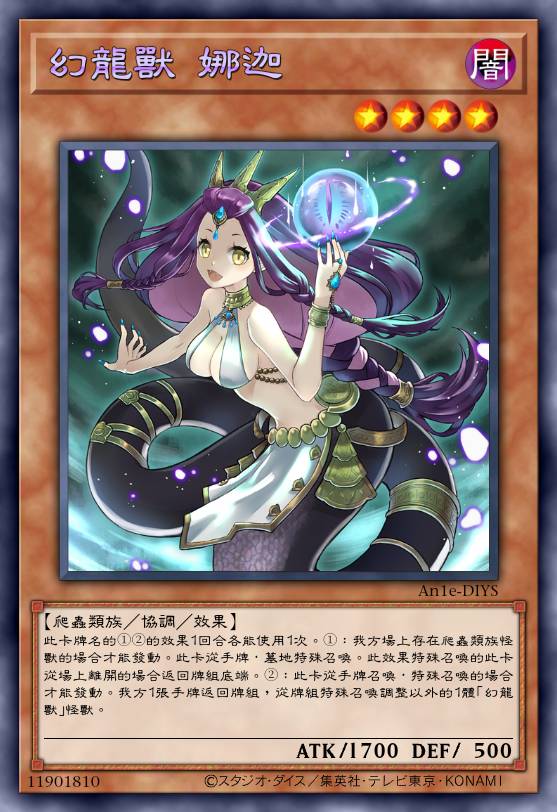 幻龍獸 娜迦
闇
An1e-DIYS
【爬蟲類族／協調／效果】
此卡牌名的①②的效果1回合各能使用1次。①：我方場上存在爬蟲類族怪
獸的場合才能發動。此卡從手牌·墓地特殊召喚。此效果特殊召喚的此卡
從場上離開的場合返回牌組底端。②：此卡從手牌召喚·特殊召喚的場合
才能發動。我方1張手牌返回牌組，從牌組特殊召喚調整以外的1體「幻龍
獸」怪獸。
ATK/1700 DEF/ 500
11901810
©スタジオ・ダイス／集英社・テレビ東京・KONAMI